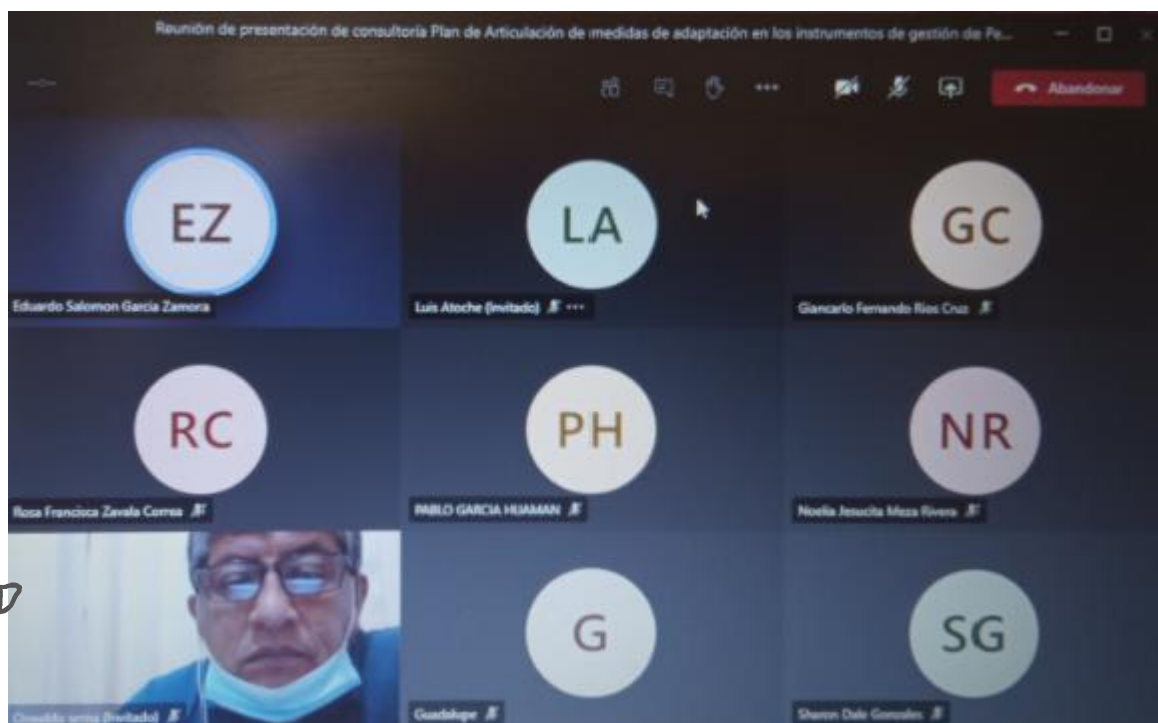 Reunión de presentación de consultoría Plan de Articulación de medidas de adaptación en los instrumentos de gestión de Pe...
Abandonar
EZ
LA
GC
Eduardo Salomon Garcia Zamora
Luis Atoche (Invitado)
Giancarlo Fernando Rios Cruz
RC
PH
NR
Rosa Francisca Zavala Correa
PABLO GARCIA HUAMAN
Noelia Jesucita Meza Rivera
G
SG
(Invitado)
Guadalupe
Sharon Dale Gonzales